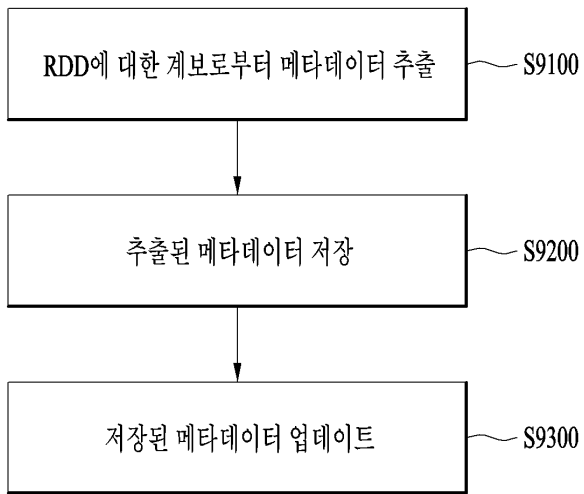 RDD에 대한 계보로부터 메타데이터 추출
S9100
추출된 메타데이터 저장
S9200
저장된 메타데이터 업데이트
S9300